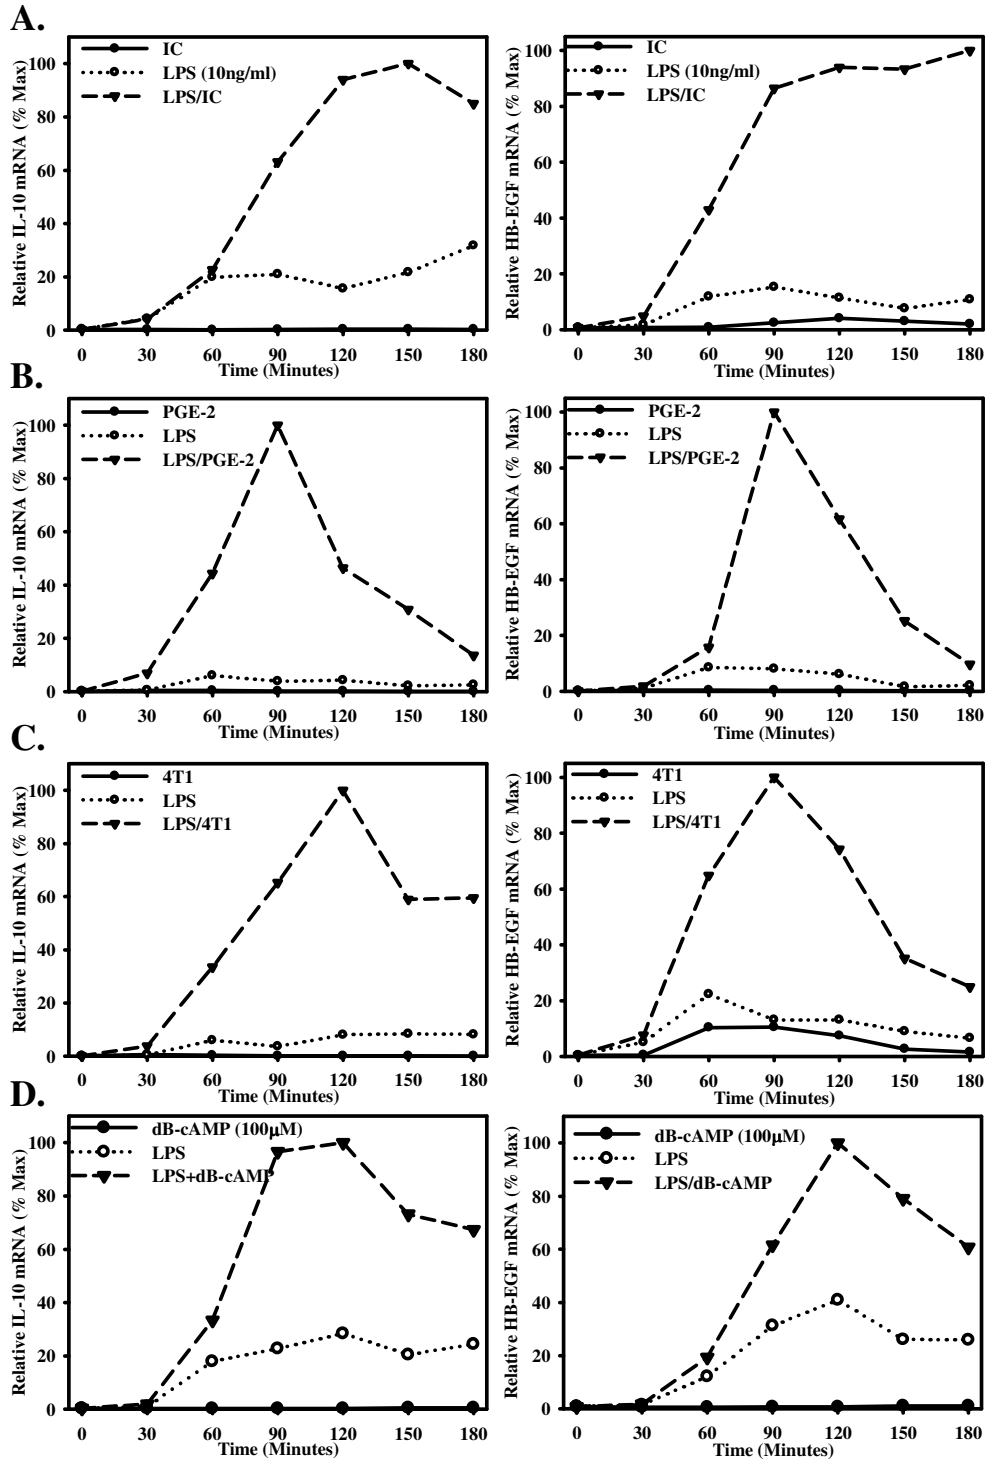 A.
Relative IL-10 mRNA (% Max)
100
80
60
40
20
0
IC
LPS (10ng/ml)
LPS/IC
0 30 60 90 120 150 180
Time (Minutes)
Relative HB-EGF mRNA (% Max)
100
80
60
40
20
0
IC
LPS (10ng/ml)
LPS/IC
0 30 60 90 120 150 180
Time (Minutes)
B.
Relative IL-10 mRNA (% Max)
100
80
60
40
20
0
PGE-2
LPS
LPS/PGE-2
0 30 60 90 120 150 180
Time (Minutes)
Relative HB-EGF mRNA (% Max)
100
80
60
40
20
0
PGE-2
LPS
LPS/PGE-2
0 30 60 90 120 150 180
Time (Minutes)
C.
Relative IL-10 mRNA (% Max)
100
80
60
40
20
0
4T1
LPS
LPS/4T1
0 30 60 90 120 150 180
Time (Minutes)
Relative HB-EGF mRNA (% Max)
100
80
60
40
20
0
4T1
LPS
LPS/4T1
0 30 60 90 120 150 180
Time (Minutes)
D.
Relative IL-10 mRNA (% Max)
100
80
60
40
20
0
dB-cAMP (100µM)
LPS
LPS+dB-cAMP
0 30 60 90 120 150 180
Time (Minutes)
Relative HB-EGF mRNA (% Max)
100
80
60
40
20
0
dB-cAMP (100µM)
LPS
LPS/dB-cAMP
0 30 60 90 120 150 180
Time (Minutes)